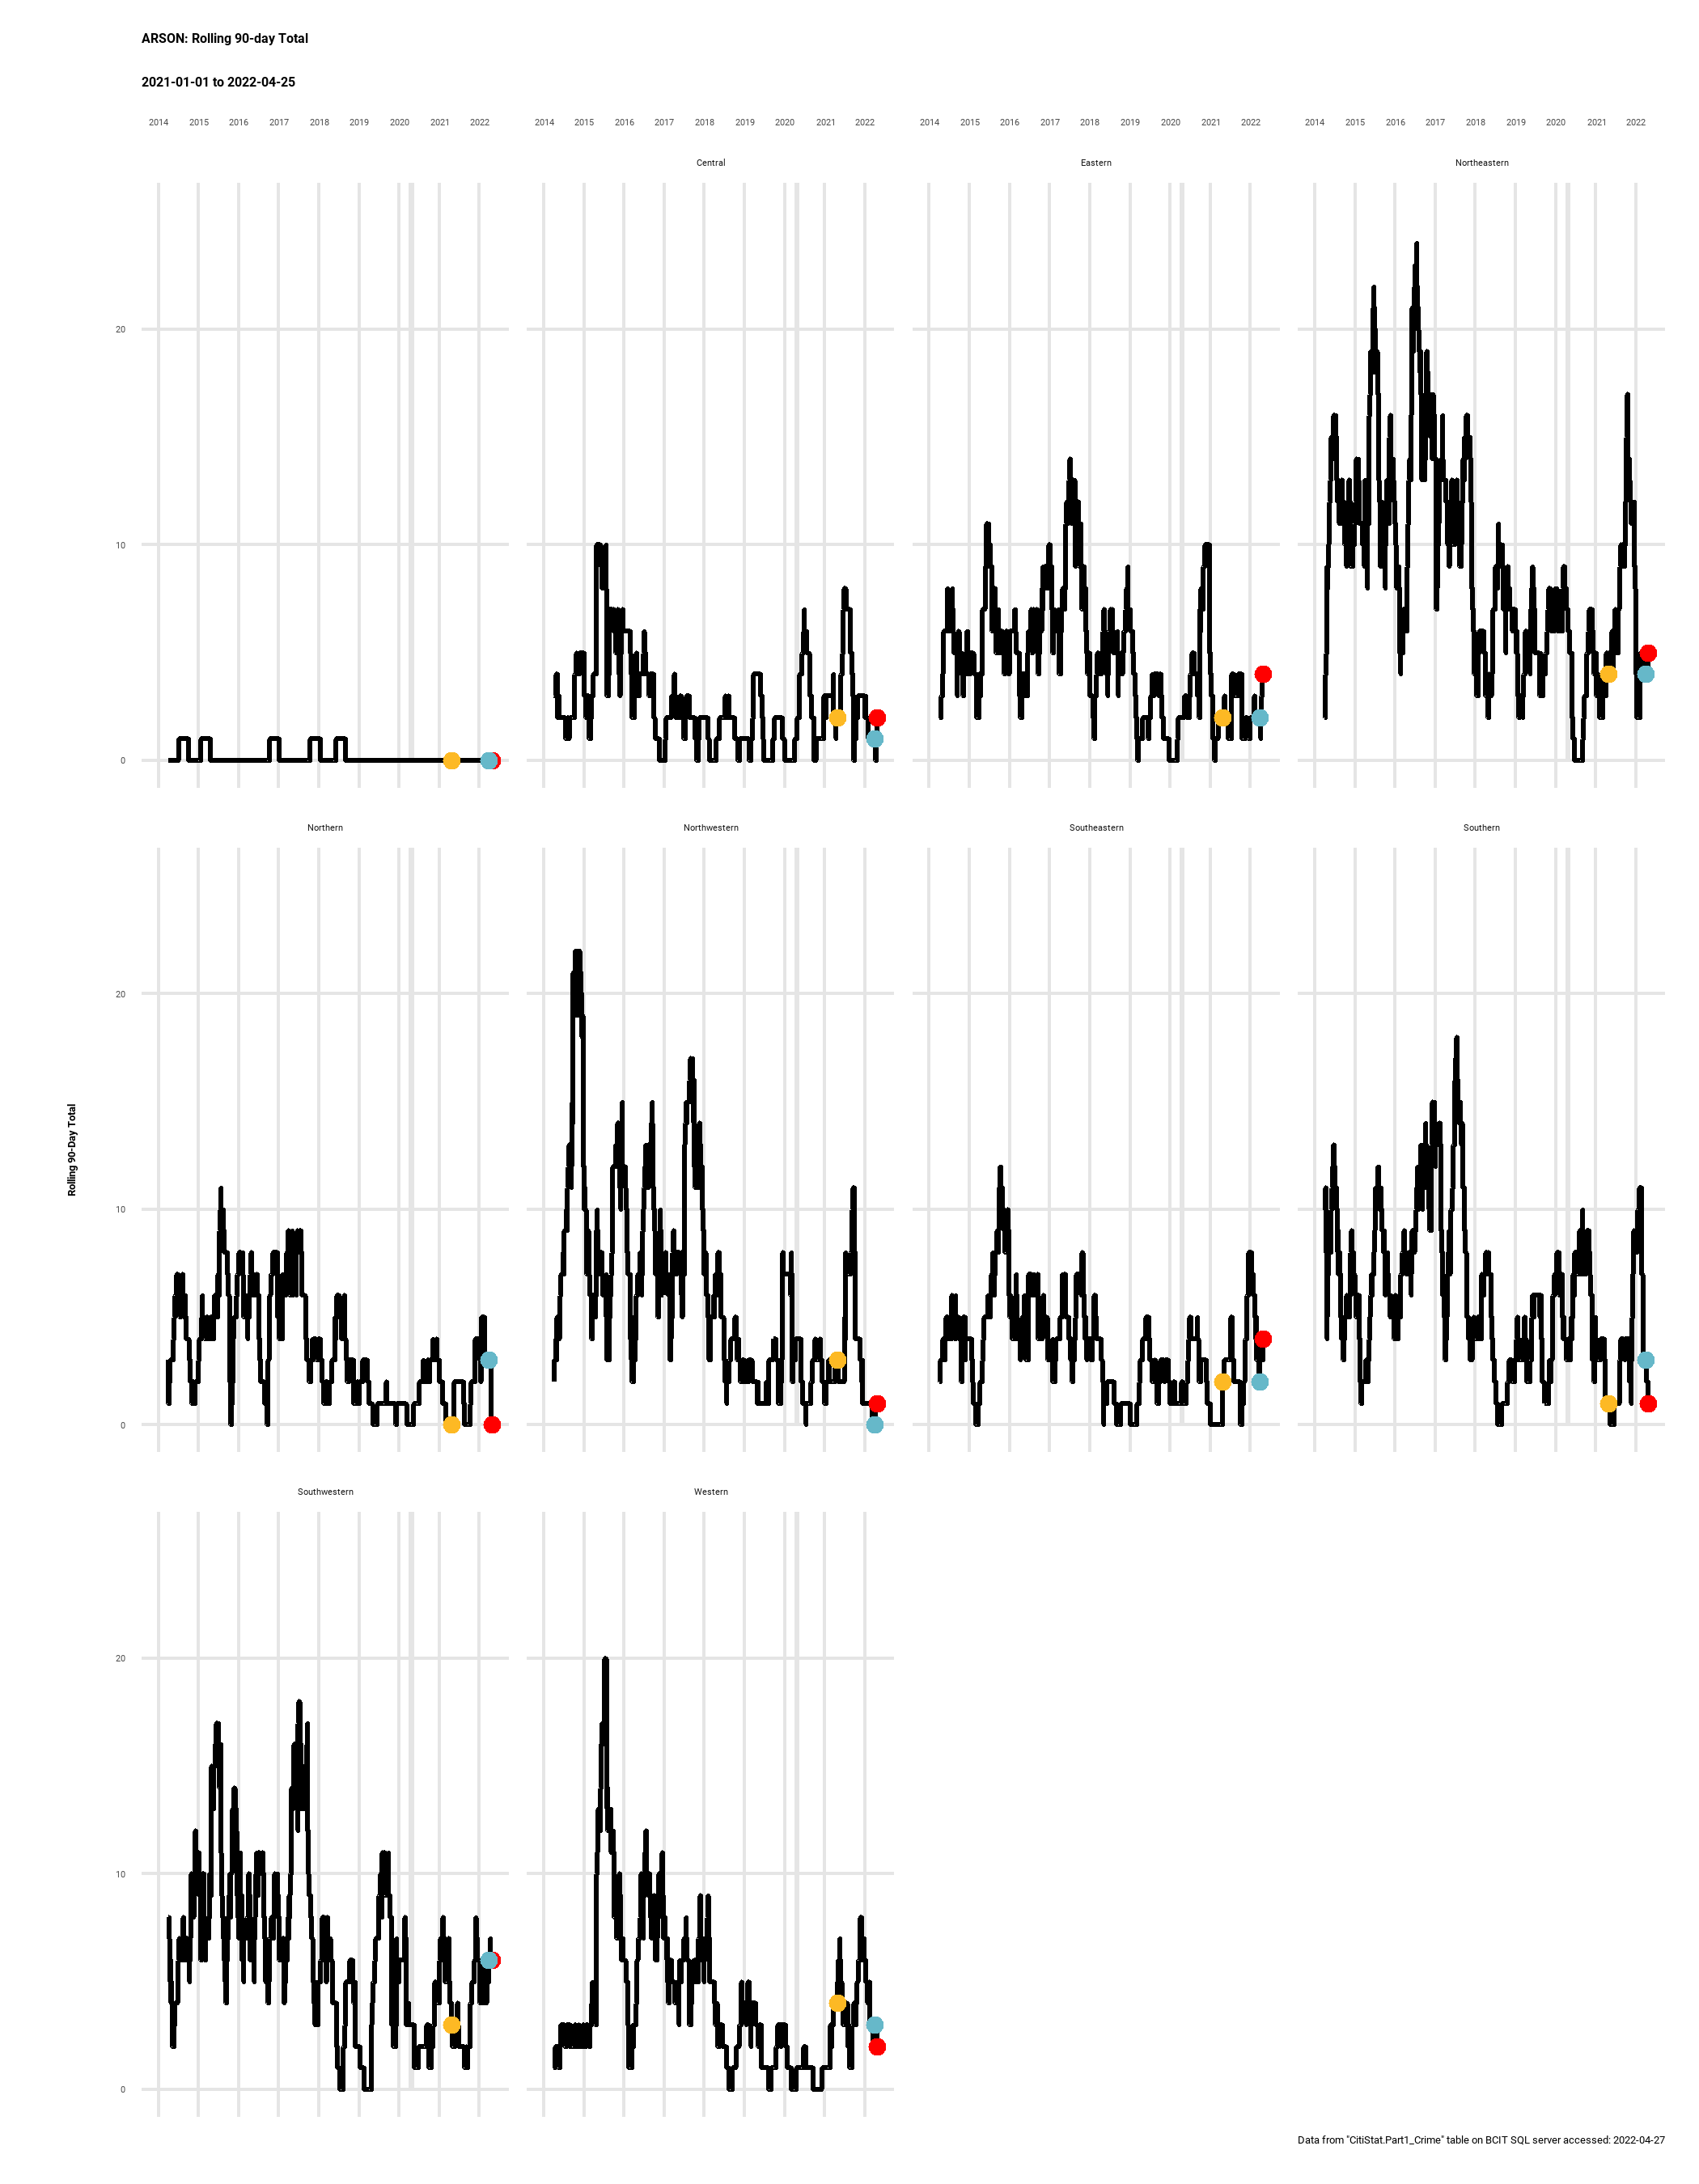 ARSON: Rolling 90-day Total
2021-01-01 to 2022-04-25
2014 2015 2016 2017 2018 2019 2020 2021 2022 2014 2015 2016 2017 2018 2019 2020 2021 2022 2014 2015 2016 2017 2018 2019 2020 2021 2022 2014 2015 2016 2017 2018 2019 2020 2021 2022
Central Eastern Northeastern
20
10
0
Northern Northwestern Southeastern Southern
20
Rolling 90-Day Total
10
0
Southwestern Western
20
10
0
Data from "CitiStat.Part1_Crime" table on BCIT SQL server accessed: 2022-04-27